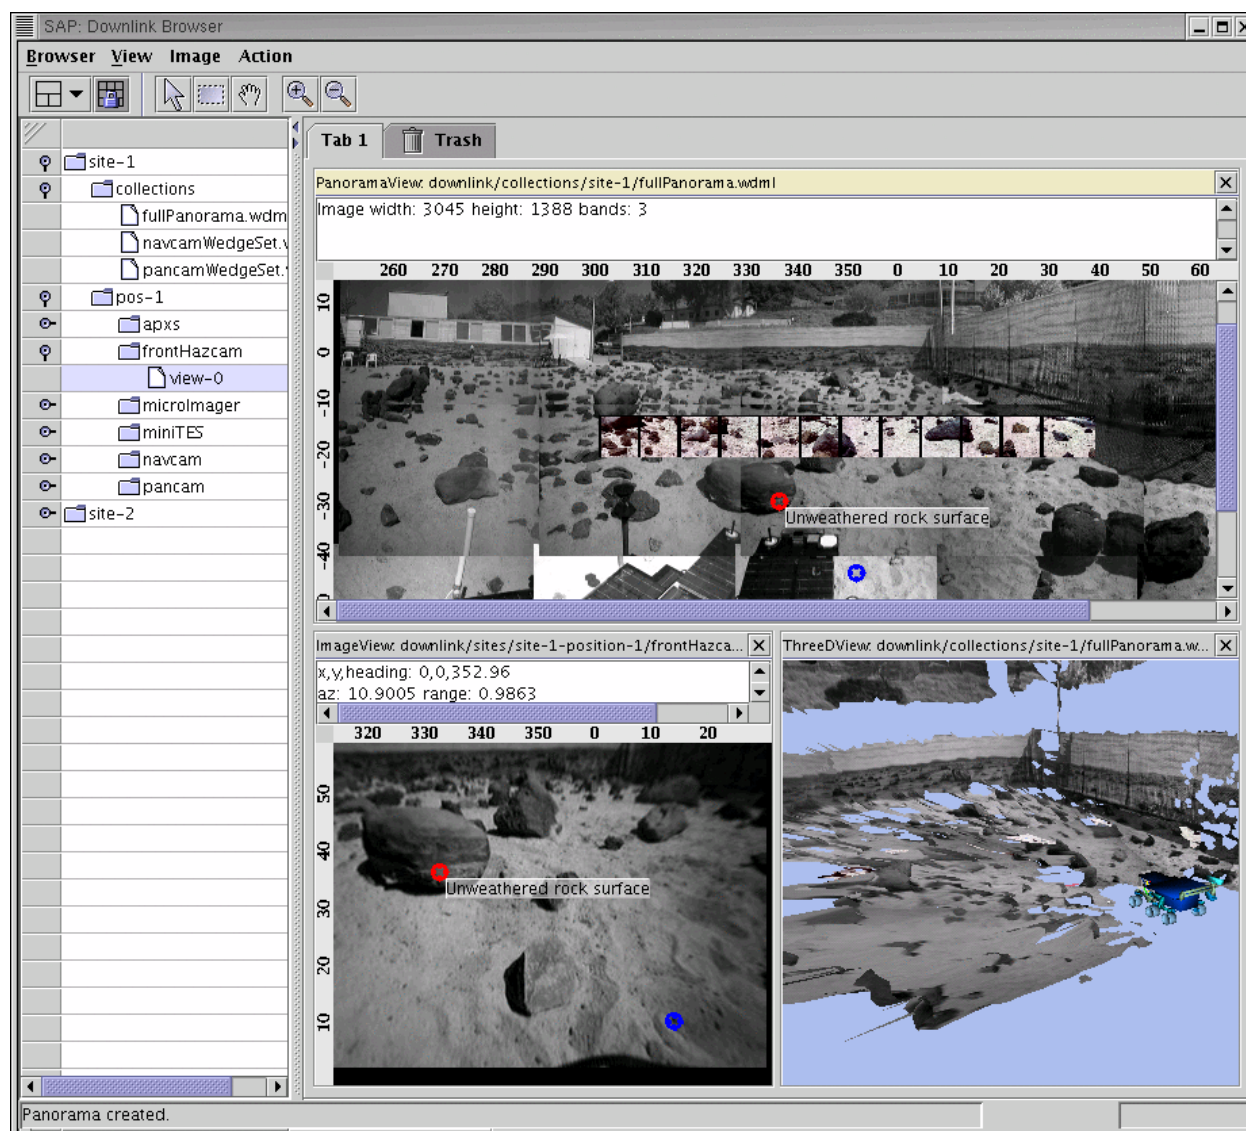 SAP: Downlink Browser
Browser View Image Action
site-1
collections
fullPanorama.wdm
navcamWedgeSet.
pancamWedgeSet.
pos-1
apxs
frontHazcam
view-0
microImager
miniTES
navcam
pancam
site-2
Tab 1 Trash
PanoramaView: downlink/collections/site-1/fullPanorama.wdml
Image width: 3045 height: 1388 bands: 3
260 270 280 290 300 310 320 330 340 350 0 10 20 30 40 50 60
10
0
-10
-20
-30
-40
Unweathered rock surface
ImageView: downlink/sites/site-1-position-1/frontHazca...
x,y,heading: 0,0,352.96
az: 10.9005 range: 0.9863
320 330 340 350 0 10 20
50
40
30
20
10
Unweathered rock surface
ThreeDView: downlink/collections/site-1/fullPanorama.w...
Panorama created.